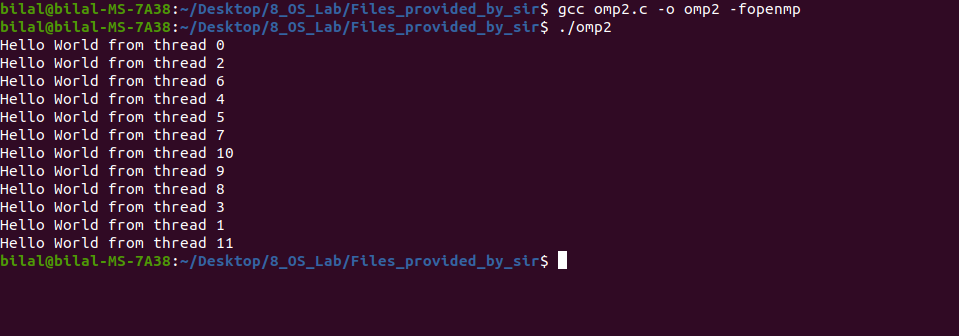 bilal@bilal-MS-7A38:~/Desktop/8_OS_Lab/Files_provided_by_sir$ gcc omp2.c -o omp2 -fopenmp
bilal@bilal-MS-7A38:~/Desktop/8_OS_Lab/Files_provided_by_sir$ ./omp2
Hello World from thread 0
Hello World from thread 2
Hello World from thread 6
Hello World from thread 4
Hello World from thread 5
Hello World from thread 7
Hello World from thread 10
Hello World from thread 9
Hello World from thread 8
Hello World from thread 3
Hello World from thread 1
Hello World from thread 11
bilal@bilal-MS-7A38:~/Desktop/8_OS_Lab/Files_provided_by_sir$